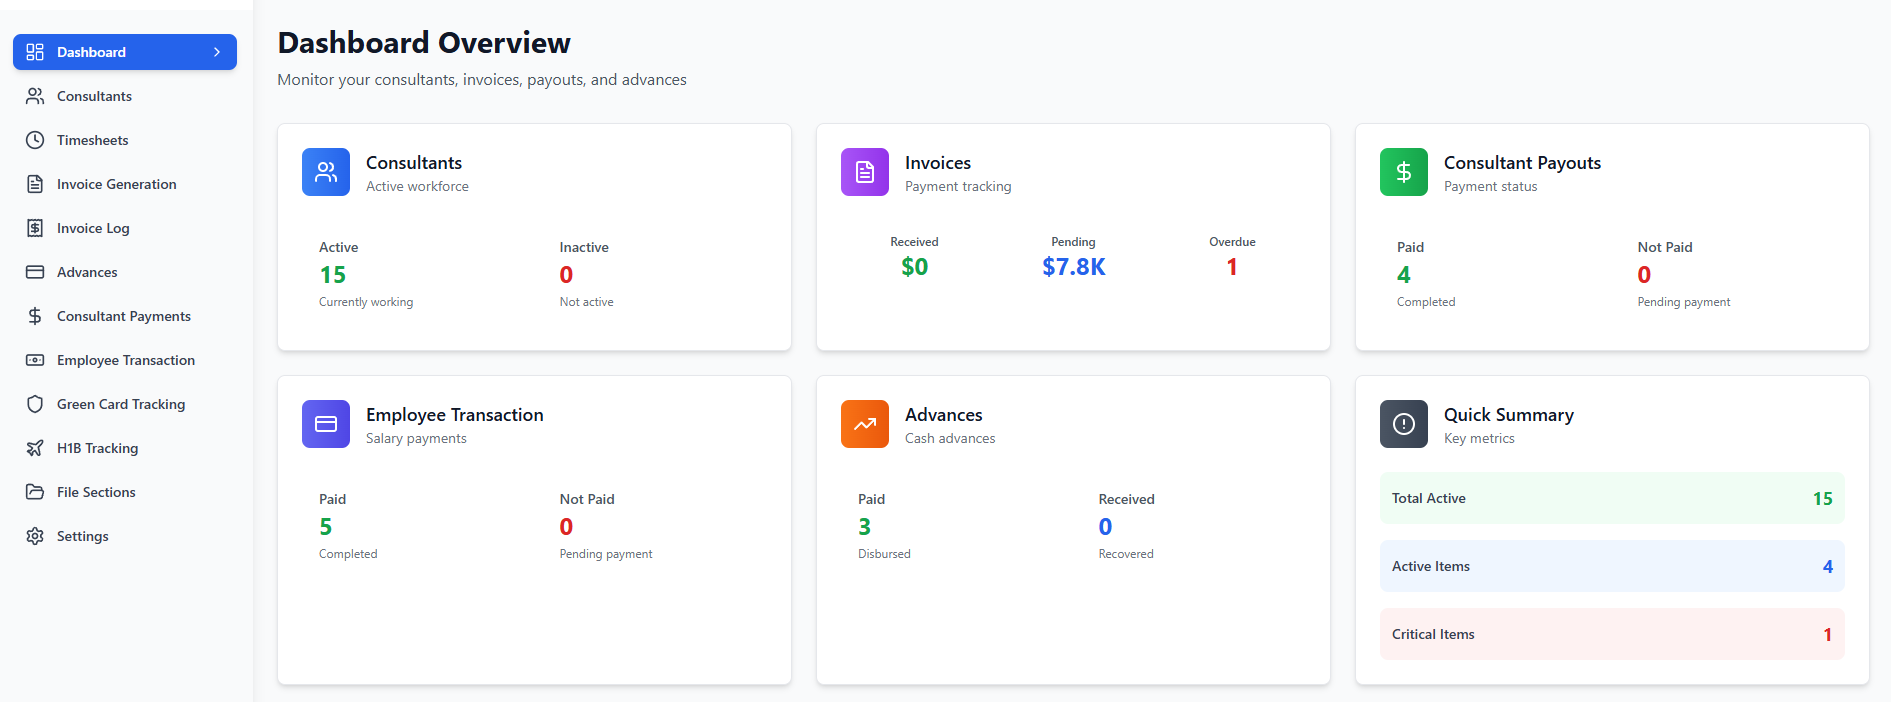 Dashboard
Consultants
Timesheets
Invoice Generation
Invoice Log
Advances
Consultant Payments
Employee Transaction
Green Card Tracking
H1B Tracking
File Sections
Settings
Dashboard Overview
Monitor your consultants, invoices, payouts, and advances
Consultants
Active workforce
Active
15
Currently working
Inactive
0
Not active
Invoices
Payment tracking
Received
$0
Pending
$7.8K
Overdue
1
Consultant Payouts
Payment status
Paid
4
Completed
Not Paid
0
Pending payment
Employee Transaction
Salary payments
Paid
5
Completed
Not Paid
0
Pending payment
Advances
Cash advances
Paid
3
Disbursed
Received
0
Recovered
Quick Summary
Key metrics
Total Active 15
Active Items 4
Critical Items 1